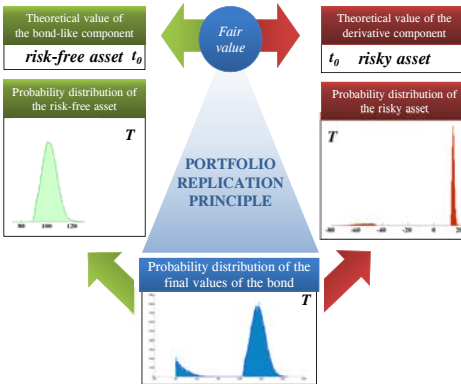 Theoretical value of
the bond-like component
risk-free asset t0
Fair
value
Theoretical value of the
derivative component
t0 risky asset
Probability distribution of
the risk-free asset
T
80 100 120
Probability distribution of
the risky asset
T
-80 -60 -40 -20 0 20
PORTFOLIO
REPLICATION
PRINCIPLE
Probability distribution of the
final values of the bond
T